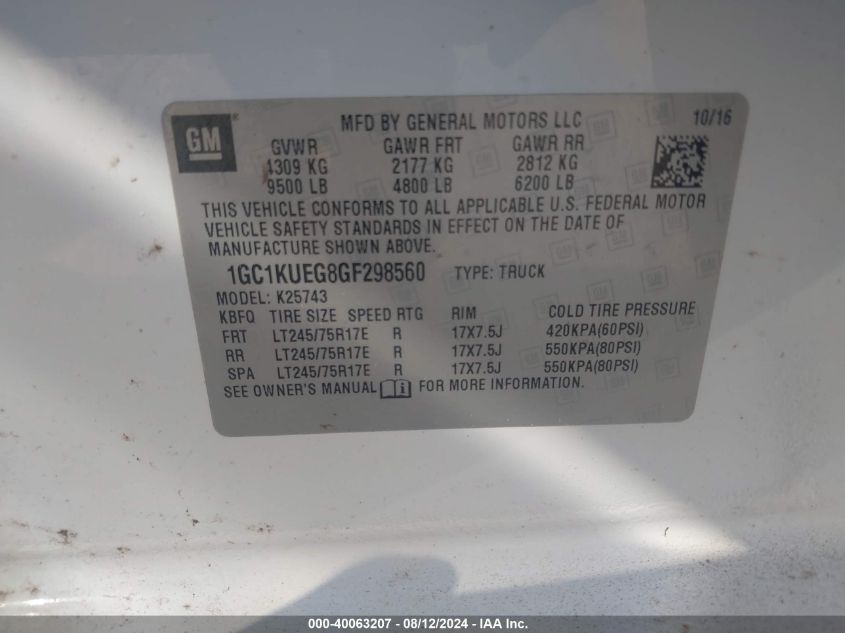 GM
MFD BY GENERAL MOTORS LLC 10/16
GVWR GAWR FRT GAWR RR
4309 KG 2177 KG 2812 KG
9500 LB 4800 LB 6200 LB
THIS VEHICLE CONFORMS TO ALL APPLICABLE U.S. FEDERAL MOTOR
VEHICLE SAFETY STANDARDS IN EFFECT ON THE DATE OF
MANUFACTURE SHOWN ABOVE.
1GC1KUEG8GF298560 TYPE: TRUCK
MODEL: K25743
KBFQ TIRE SIZE SPEED RTG RIM COLD TIRE PRESSURE
FRT LT245/75R17E R 17X7.5J 420KPA(60PSI)
RR LT245/75R17E R 17X7.5J 550KPA(80PSI)
SPA LT245/75R17E R 17X7.5J 550KPA(80PSI)
SEE OWNER'S MANUAL FOR MORE INFORMATION.
000-40063207 - 08/12/2024 - IAA Inc.